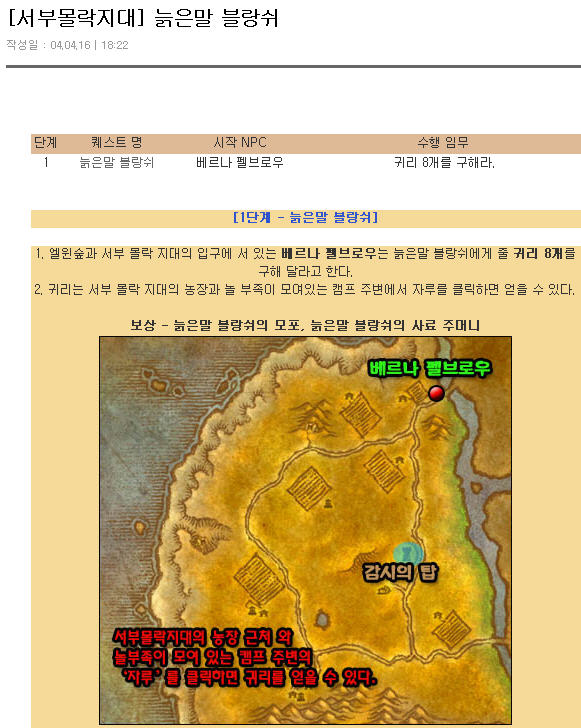 [서부몰락지대] 늙은말 블랑쉬
작성일 : 04.04.16 | 18:22
단계 퀘스트 명 시작 NPC 수행 임무
1 늙은말 블랑쉬 베르나 펠브로우 귀리 8개를 구해라.
[1단계 - 늙은말 블랑쉬]
1. 엘윈숲과 서부 몰락 지대의 입구에 서 있는 베르나 펠브로우는 늙은말 블랑쉬에게 줄 귀리 8개를
구해 달라고 한다.
2. 귀리는 서부 몰락 지대의 농장과 놀 부족이 모여있는 캠프 주변에서 자루를 클릭하면 얻을 수 있다.
보상 - 늙은말 블랑쉬의 모포, 늙은말 블랑쉬의 사료 주머니
베르나 펠브로우
감시의 탑
서부몰락지대의 농장 근처 와
놀부족이 모여 있는 캠프 주변의
'자루' 를 클릭하면 귀리를 얻을 수 있다.